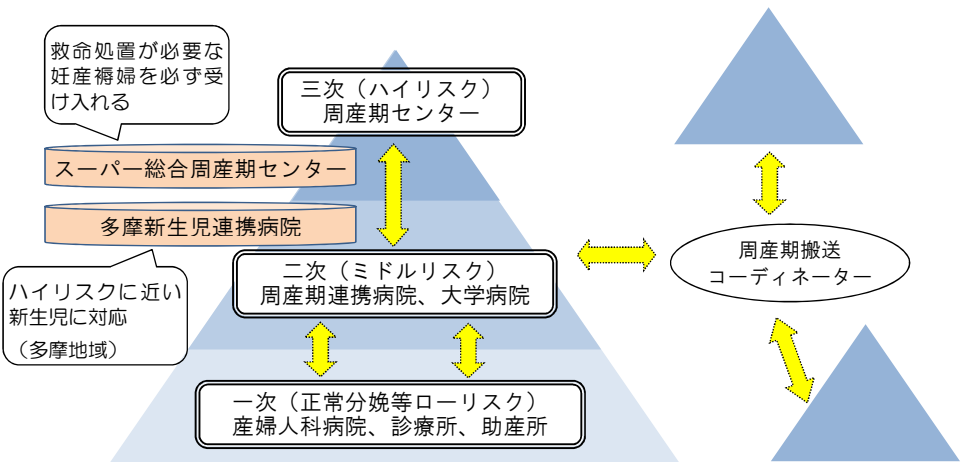 救命処置が必要な
妊産褥婦を必ず受
け入れる
三次（ハイリスク）
周産期センター
スーパー総合周産期センター
多摩新生児連携病院
周産期搬送
コーディネーター
二次（ミドルリスク）
周産期連携病院、大学病院
ハイリスクに近い
新生児に対応
（多摩地域）
一次（正常分娩等ローリスク）
産婦人科病院、診療所、助産所